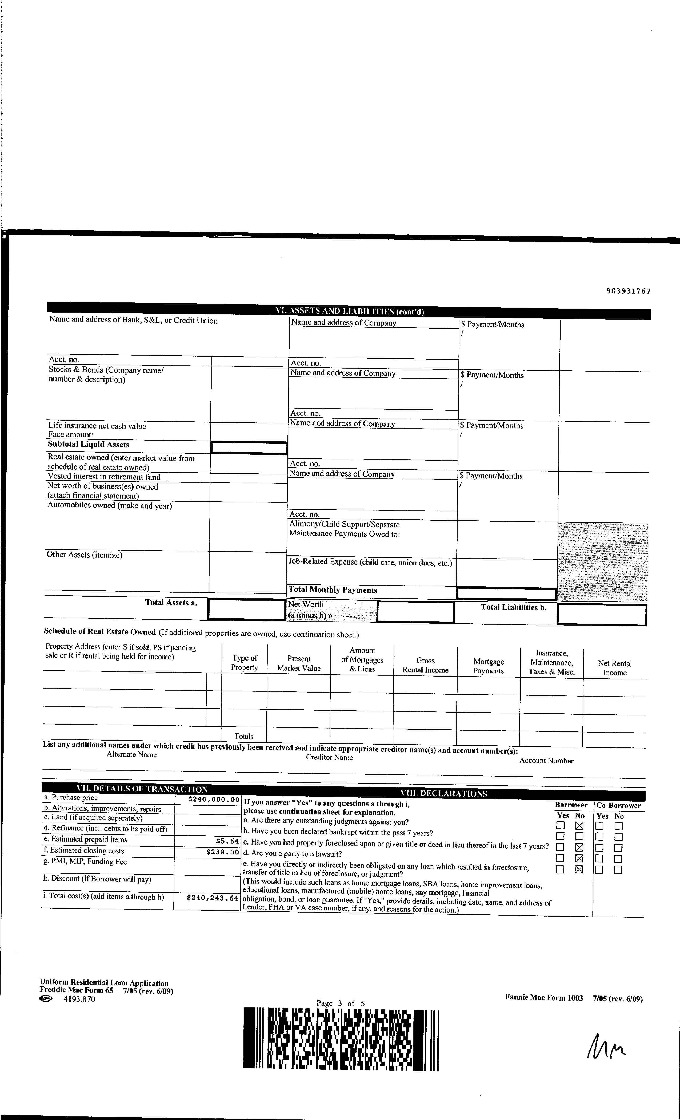 903931767
VI. ASSETS AND LIABILITIES (cont'd)
Name and address of Bank, S&L, or Credit Union
Name and address of Company
$ Payment/Months
/
Acct. no.
Acct. no.
Stocks & Bonds (Company name/
number & description)
Name and address of Company
$ Payment/Months
/
Acct. no.
Life insurance net cash value
Face amount:
Name and address of Company
$ Payment/Months
/
Subtotal Liquid Assets
Real estate owned (enter market value from
schedule of real estate owned)
Acct. no.
Vested interest in retirement fund
Name and address of Company
$ Payment/Months
/
Net worth of business(es) owned
(attach financial statement)
Automobiles owned (make and year)
Acct. no.
Alimony/Child Support/Separate
Maintenance Payments Owed to:
Other Assets (itemize)
Job-Related Expense (child care, union dues, etc.)
Total Monthly Payments
Total Assets a.
Net Worth
(a minus b)
Total Liabilities b.
Schedule of Real Estate Owned (If additional properties are owned, use continuation sheet.)
Property Address (enter S if sold, PS if pending
sale or R if rental being held for income)
Type of
Property
Present
Market Value
Amount
of Mortgages
& Liens
Gross
Rental Income
Mortgage
Payments
Insurance,
Maintenance,
Taxes & Misc.
Net Rental
Income
Totals
List any additional names under which credit has previously been received and indicate appropriate creditor name(s) and account number(s):
Alternate Name
Creditor Name
Account Number
VII. DETAILS OF TRANSACTION
a. Purchase price $240,000.00
b. Alterations, improvements, repairs
c. Land (if acquired separately)
d. Refinance (incl. debts to be paid off)
e. Estimated prepaid items $5.64
f. Estimated closing costs $238.00
g. PMI, MIP, Funding Fee
h. Discount (If Borrower will pay)
i. Total cost(s) (add items a through h) $240,243.64
VIII. DECLARATIONS
If you answer "Yes" to any questions a through i,
please use continuation sheet for explanation.
Borrower
Co-Borrower
Yes No
Yes No
a. Are there any outstanding judgments against you?
b. Have you been declared bankrupt within the past 7 years?
c. Have you had property foreclosed upon or given title or deed in lieu thereof in the last 7 years?
d. Are you a party to a lawsuit?
e. Have you directly or indirectly been obligated on any loan which resulted in foreclosure,
transfer of title in lieu of foreclosure, or judgment?
(This would include such loans as home mortgage loans, SBA loans, home improvement loans,
educational loans, manufactured (mobile) home loans, any mortgage, financial
obligation, bond, or loan guarantee. If "Yes," provide details, including date, name, and address of
Lender, FHA or VA case number, if any, and reasons for the action.)
Uniform Residential Loan Application
Freddie Mac Form 65 7/05 (rev. 6/09)
Page 3 of 5
Fannie Mae Form 1003 7/05 (rev. 6/09)